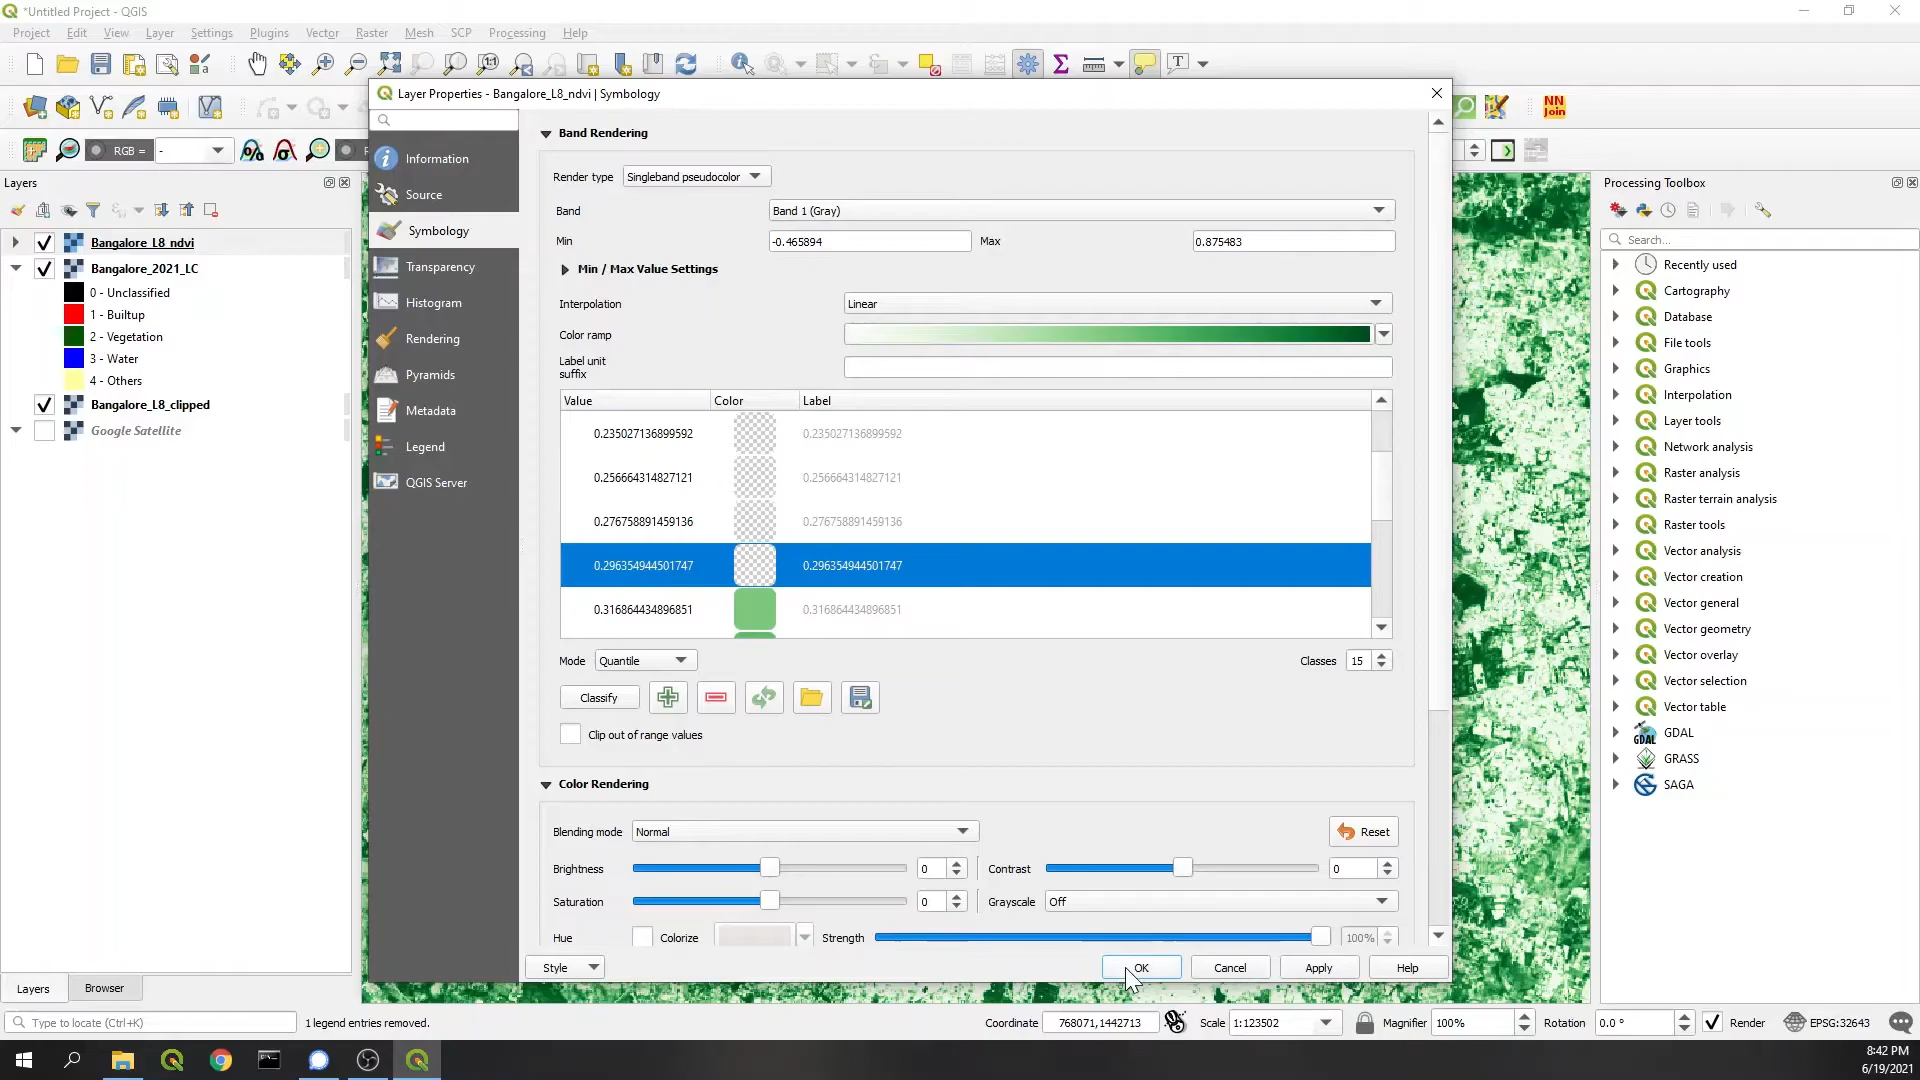 *Untitled Project - QGIS
Project Edit View Layer Settings Plugins Vector Raster Mesh SCP Processing Help
Layer Properties - Bangalore_L8_ndvi | Symbology
NN Join
RGB = -
Layers
Bangalore_L8_ndvi
Bangalore_2021_LC
0 - Unclassified
1 - Builtup
2 - Vegetation
3 - Water
4 - Others
Bangalore_L8_clipped
Google Satellite
Layers Browser
Information
Source
Symbology
Transparency
Histogram
Rendering
Pyramids
Metadata
Legend
QGIS Server
Band Rendering
Render type Singleband pseudocolor
Band Band 1 (Gray)
Min -0.465894 Max 0.875483
Min / Max Value Settings
Interpolation Linear
Color ramp
Label unit
suffix
Value Color Label
0.235027136899592 0.235027136899592
0.256664314827121 0.256664314827121
0.276758891459136 0.276758891459136
0.296354944501747 0.296354944501747
0.316864434896851 0.316864434896851
Mode Quantile Classes 15
Classify
Clip out of range values
Color Rendering
Blending mode Normal Reset
Brightness 0 Contrast 0
Saturation 0 Grayscale Off
Hue Colorize Strength 100%
Style OK Cancel Apply Help
Processing Toolbox
Search...
Recently used
Cartography
Database
File tools
Graphics
Interpolation
Layer tools
Network analysis
Raster analysis
Raster terrain analysis
Raster tools
Vector analysis
Vector creation
Vector general
Vector geometry
Vector overlay
Vector selection
Vector table
GDAL GDAL
GRASS
SAGA
Type to locate (Ctrl+K) 1 legend entries removed. Coordinate 768071,1442713 Scale 1:123502 Magnifier 100% Rotation 0.0 ° Render EPSG:32643
8:42 PM
6/19/2021